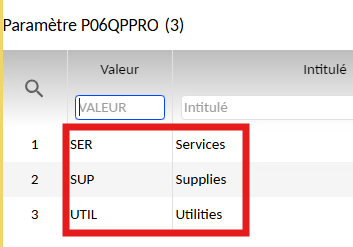 Paramètre P06QPPRO (3)
Valeur Intitulé
VALEUR Intitulé
1 SER Services
2 SUP Supplies
3 UTIL Utilities